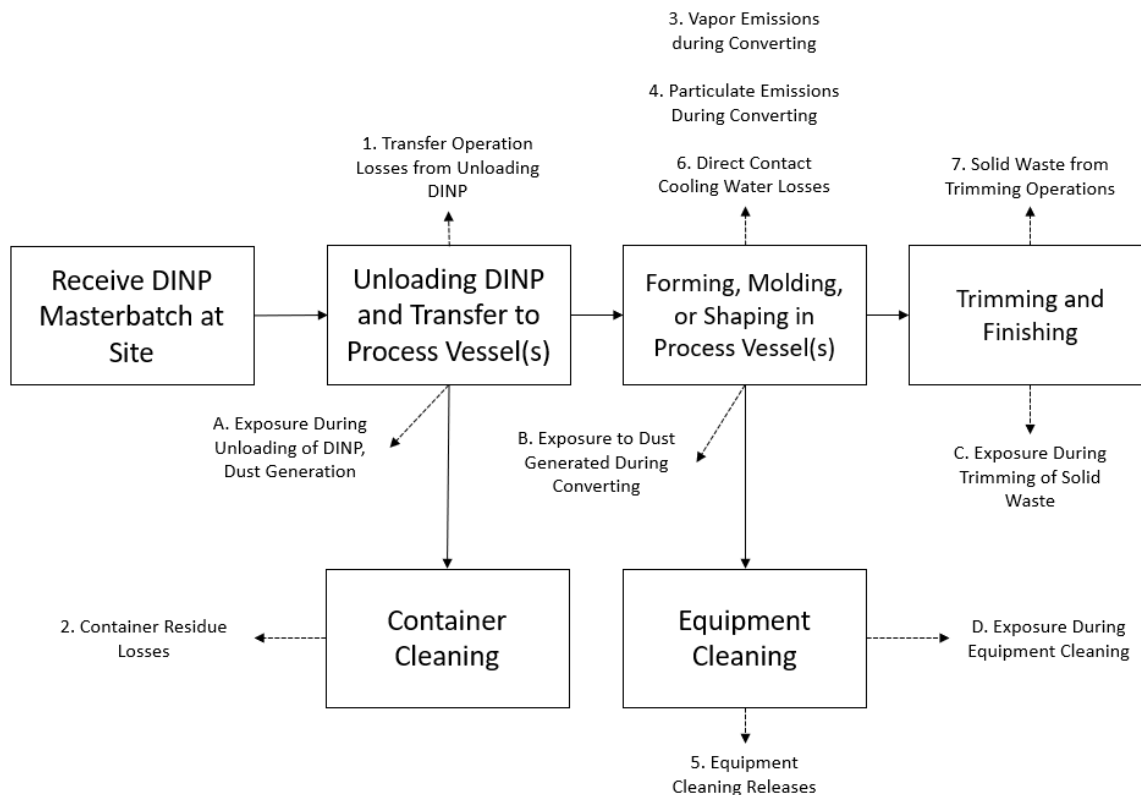 3. Vapor Emissions
during Converting
4. Particulate Emissions
During Converting
1. Transfer Operation
Losses from Unloading
DINP
6. Direct Contact
Cooling Water Losses
7. Solid Waste from
Trimming Operations
Receive DINP
Masterbatch at
Site
Unloading DINP
and Transfer to
Process Vessel(s)
Forming, Molding,
or Shaping in
Process Vessel(s)
Trimming and
Finishing
A. Exposure During
Unloading of DINP,
Dust Generation
B. Exposure to Dust
Generated During
Converting
C. Exposure During
Trimming of Solid
Waste
2. Container Residue
Losses
Container
Cleaning
Equipment
Cleaning
D. Exposure During
Equipment Cleaning
5. Equipment
Cleaning Releases